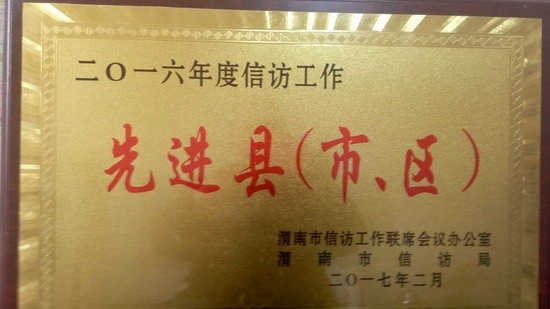 二〇一六年度信访工作
先进县（市、区）
渭南市信访工作联席会议办公室
渭南市信访局
二〇一七年二月